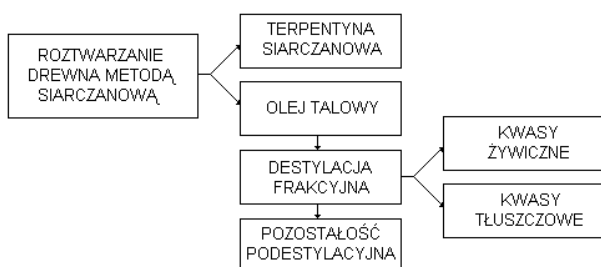 ROZTWARZANIE
DREWNA METODĄ
SIARCZANOWĄ
TERPENTYNA
SIARCZANOWA
OLEJ TALOWY
DESTYLACJA
FRAKCYJNA
POZOSTAŁOŚĆ
PODESTYLACYJNA
KWASY
ŻYWICZNE
KWASY
TŁUSZCZOWE